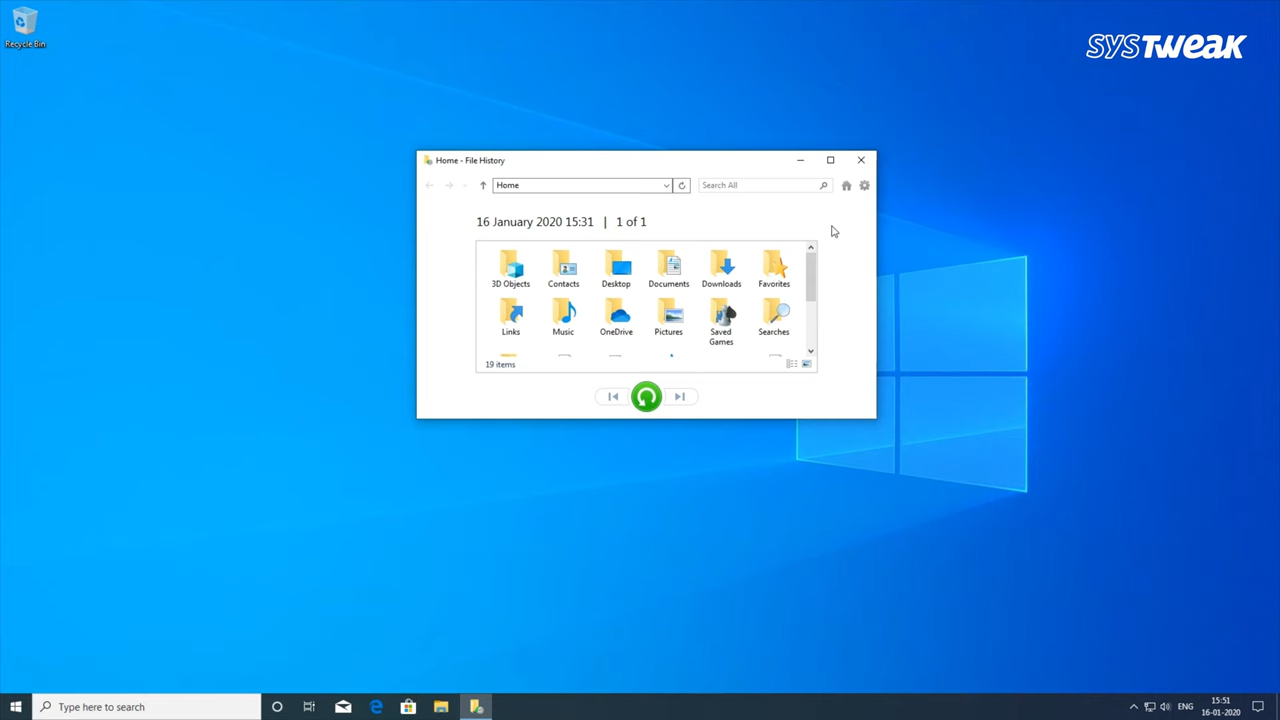 Recycle Bin
SYSTWEAK
Home - File History
Home
Search All
16 January 2020 15:31 | 1 of 1
3D Objects
Contacts
Desktop
Documents
Downloads
Favorites
Links
Music
OneDrive
Pictures
Saved
Games
Searches
19 items
Type here to search
ENG
15:51
16-01-2020